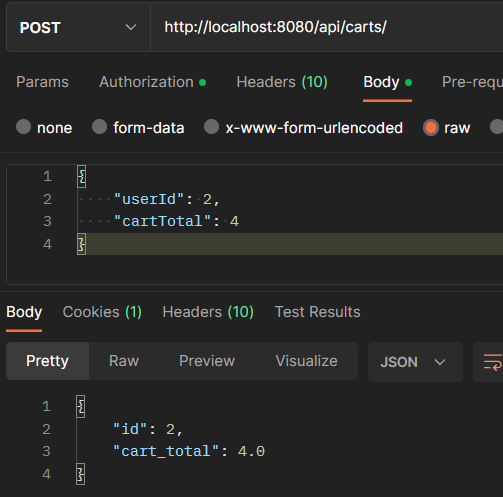 POST http://localhost:8080/api/carts/
Params Authorization Headers (10) Body Pre-requ
none form-data x-www-form-urlencoded raw
1 {
2 "userId": 2,
3 "cartTotal": 4
4 }
Body Cookies (1) Headers (10) Test Results
Pretty Raw Preview Visualize JSON
1 {
2 "id": 2,
3 "cart_total": 4.0
4 }